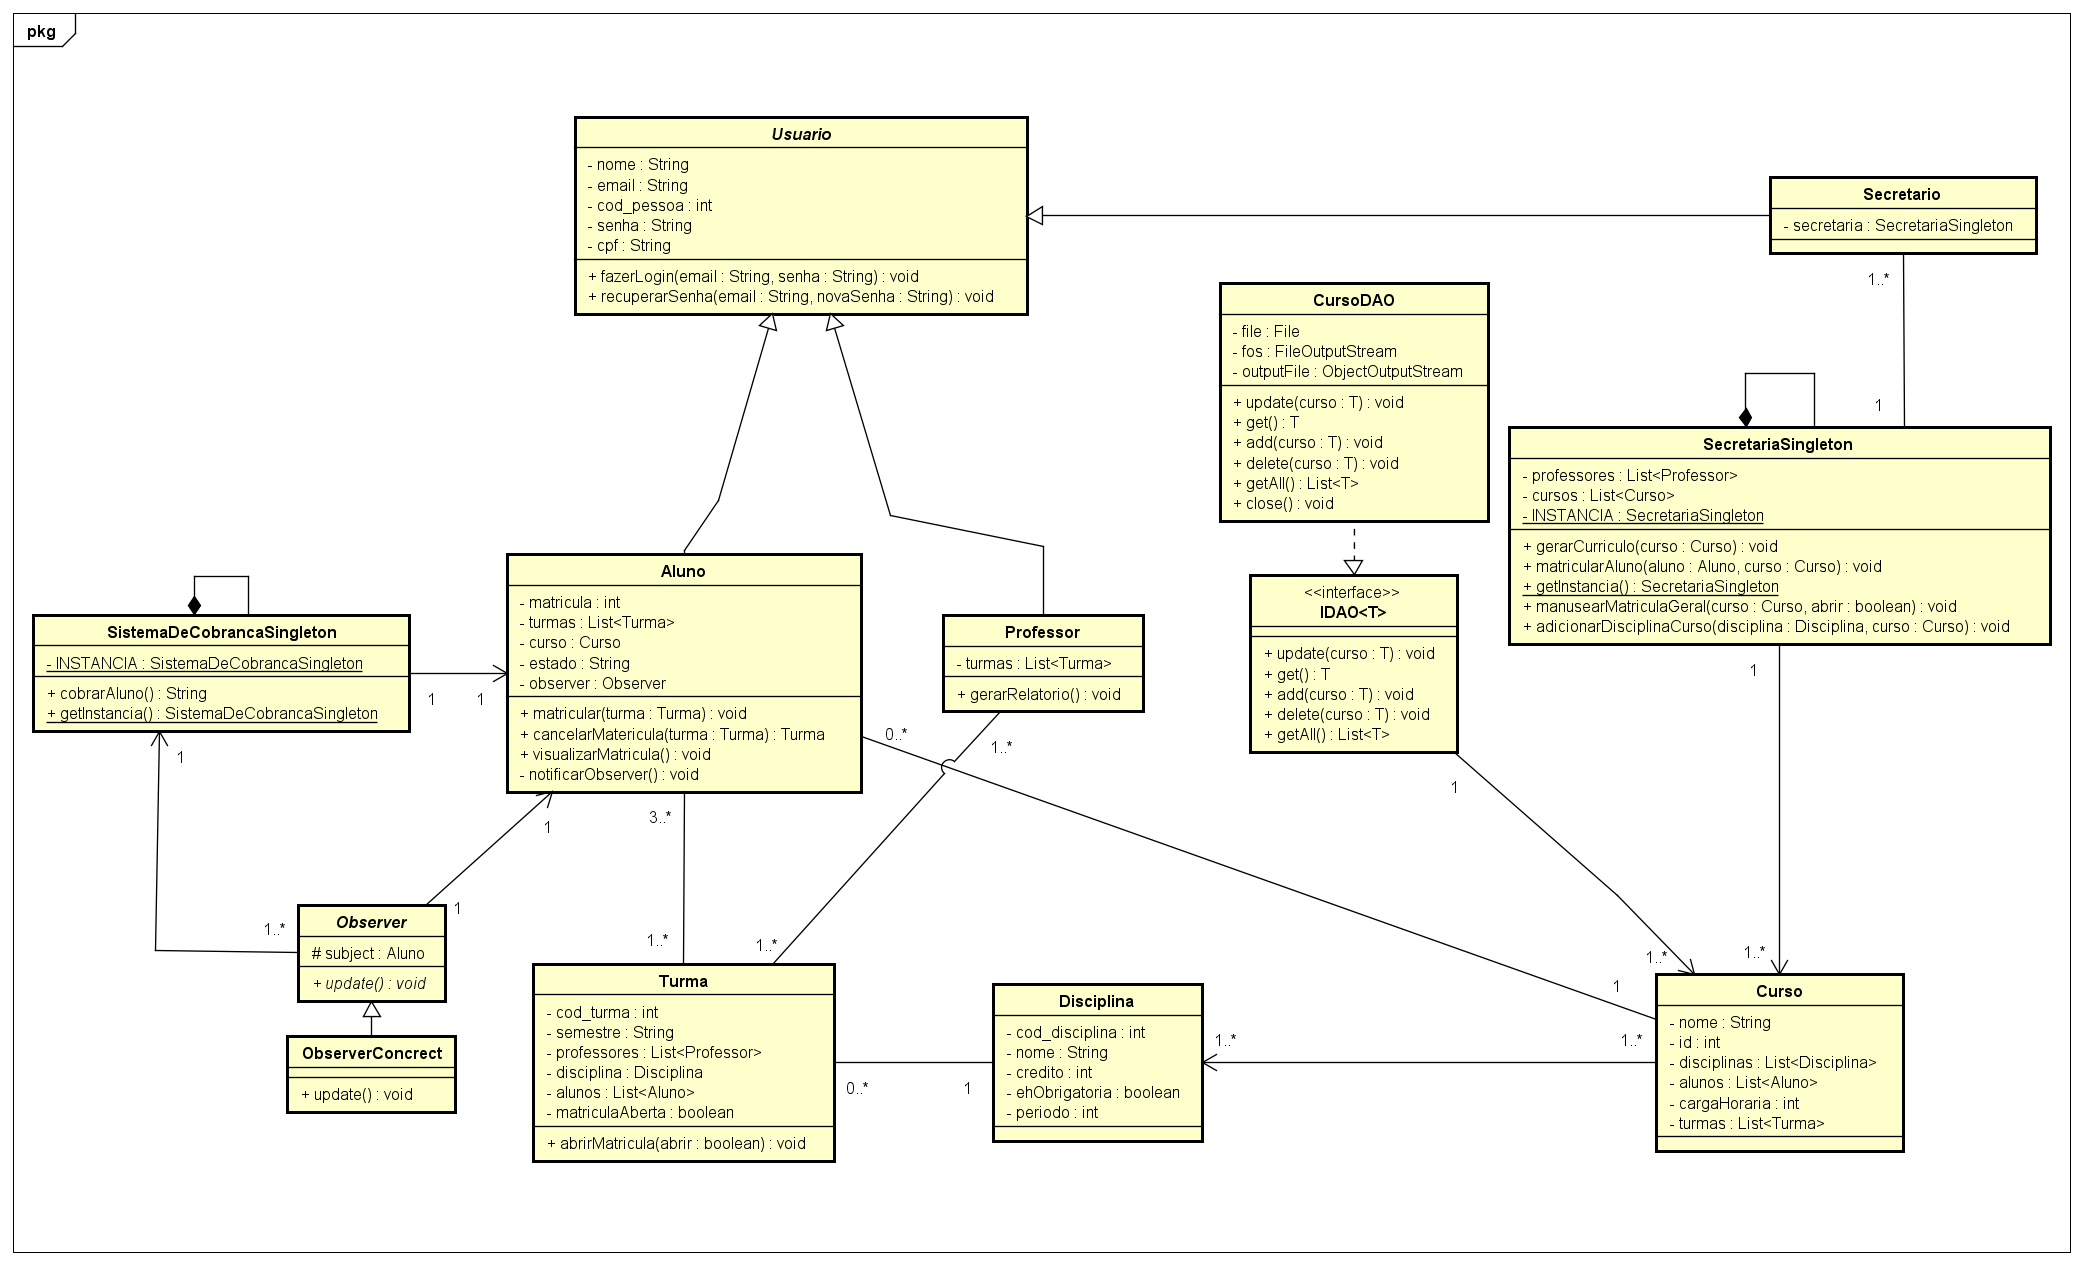 pkg
Usuario
- nome : String
- email : String
- cod_pessoa : int
- senha : String
- cpf : String
+ fazerLogin(email : String, senha : String) : void
+ recuperarSenha(email : String, novaSenha : String) : void
Secretario
- secretaria : SecretariaSingleton
1..*
1
CursoDAO
- file : File
- fos : FileOutputStream
- outputFile : ObjectOutputStream
+ update(curso : T) : void
+ get() : T
+ add(curso : T) : void
+ delete(curso : T) : void
+ getAll() : List<T>
+ close() : void
SecretariaSingleton
- professores : List<Professor>
- cursos : List<Curso>
- INSTANCIA : SecretariaSingleton
+ gerarCurriculo(curso : Curso) : void
+ matricularAluno(aluno : Aluno, curso : Curso) : void
+ getInstancia() : SecretariaSingleton
+ manusearMatriculaGeral(curso : Curso, abrir : boolean) : void
+ adicionarDisciplinaCurso(disciplina : Disciplina, curso : Curso) : void
1
1..*
SistemaDeCobrancaSingleton
- INSTANCIA : SistemaDeCobrancaSingleton
+ cobrarAluno() : String
+ getInstancia() : SistemaDeCobrancaSingleton
1
1
1
1..*
Aluno
- matricula : int
- turmas : List<Turma>
- curso : Curso
- estado : String
- observer : Observer
+ matricular(turma : Turma) : void
+ cancelarMatericula(turma : Turma) : Turma
+ visualizarMatricula() : void
- notificarObserver() : void
0..*
1
3..*
1..*
1
1
Professor
- turmas : List<Turma>
+ gerarRelatorio() : void
1..*
1..*
<<interface>>
IDAO<T>
+ update(curso : T) : void
+ get() : T
+ add(curso : T) : void
+ delete(curso : T) : void
+ getAll() : List<T>
1
1..*
Observer
# subject : Aluno
+ update() : void
ObserverConcrect
+ update() : void
Turma
- cod_turma : int
- semestre : String
- professores : List<Professor>
- disciplina : Disciplina
- alunos : List<Aluno>
- matriculaAberta : boolean
+ abrirMatricula(abrir : boolean) : void
0..*
1
Disciplina
- cod_disciplina : int
- nome : String
- credito : int
- ehObrigatoria : boolean
- periodo : int
1..*
1..*
Curso
- nome : String
- id : int
- disciplinas : List<Disciplina>
- alunos : List<Aluno>
- cargaHoraria : int
- turmas : List<Turma>